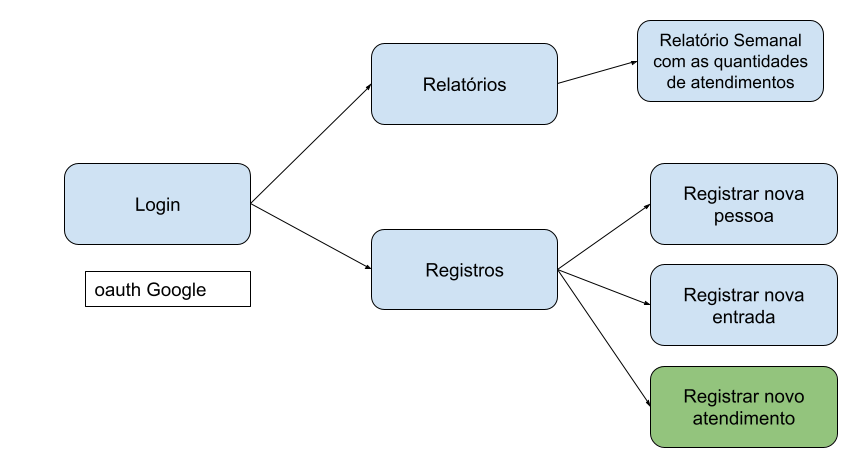 Login
oauth Google
Relatórios
Registros
Relatório Semanal
com as quantidades
de atendimentos
Registrar nova
pessoa
Registrar nova
entrada
Registrar novo
atendimento